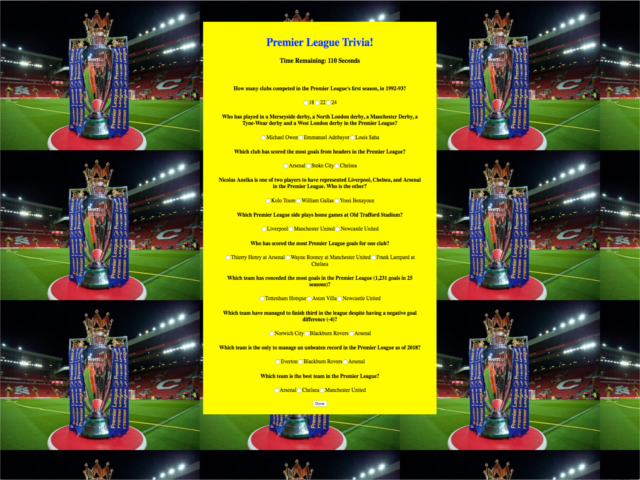 Premier League Trivia!
Time Remaining: 110 Seconds
How many clubs competed in the Premier League's first season, in 1992-93?
18 22 24
Who has played in a Merseyside derby, a North London derby, a Manchester Derby, a
Tyne-Wear derby and a West London derby in the Premier League?
Michael Owen Emmanuel Adebayor Louis Saha
Which club has scored the most goals from headers in the Premier League?
Arsenal Stoke City Chelsea
Nicolas Anelka is one of two players to have represented Liverpool, Chelsea, and Arsenal
in the Premier League. Who is the other?
Kolo Toure William Gallas Yossi Benayoun
Which Premier League side plays home games at Old Trafford Stadium?
Liverpool Manchester United Newcastle United
Who has scored the most Premier League goals for one club?
Thierry Henry at Arsenal Wayne Rooney at Manchester United Frank Lampard at
Chelsea
Which team has conceded the most goals in the Premier League (1,231 goals in 25
seasons)?
Tottenham Hotspur Aston Villa Newcastle United
Which team have managed to finish third in the league despite having a negative goal
difference (-4)?
Norwich City Blackburn Rovers Arsenal
Which team is the only to manage an unbeaten record in the Premier League as of 2018?
Everton Blackburn Rovers Arsenal
Which team is the best team in the Premier League?
Arsenal Chelsea Manchester United
Done